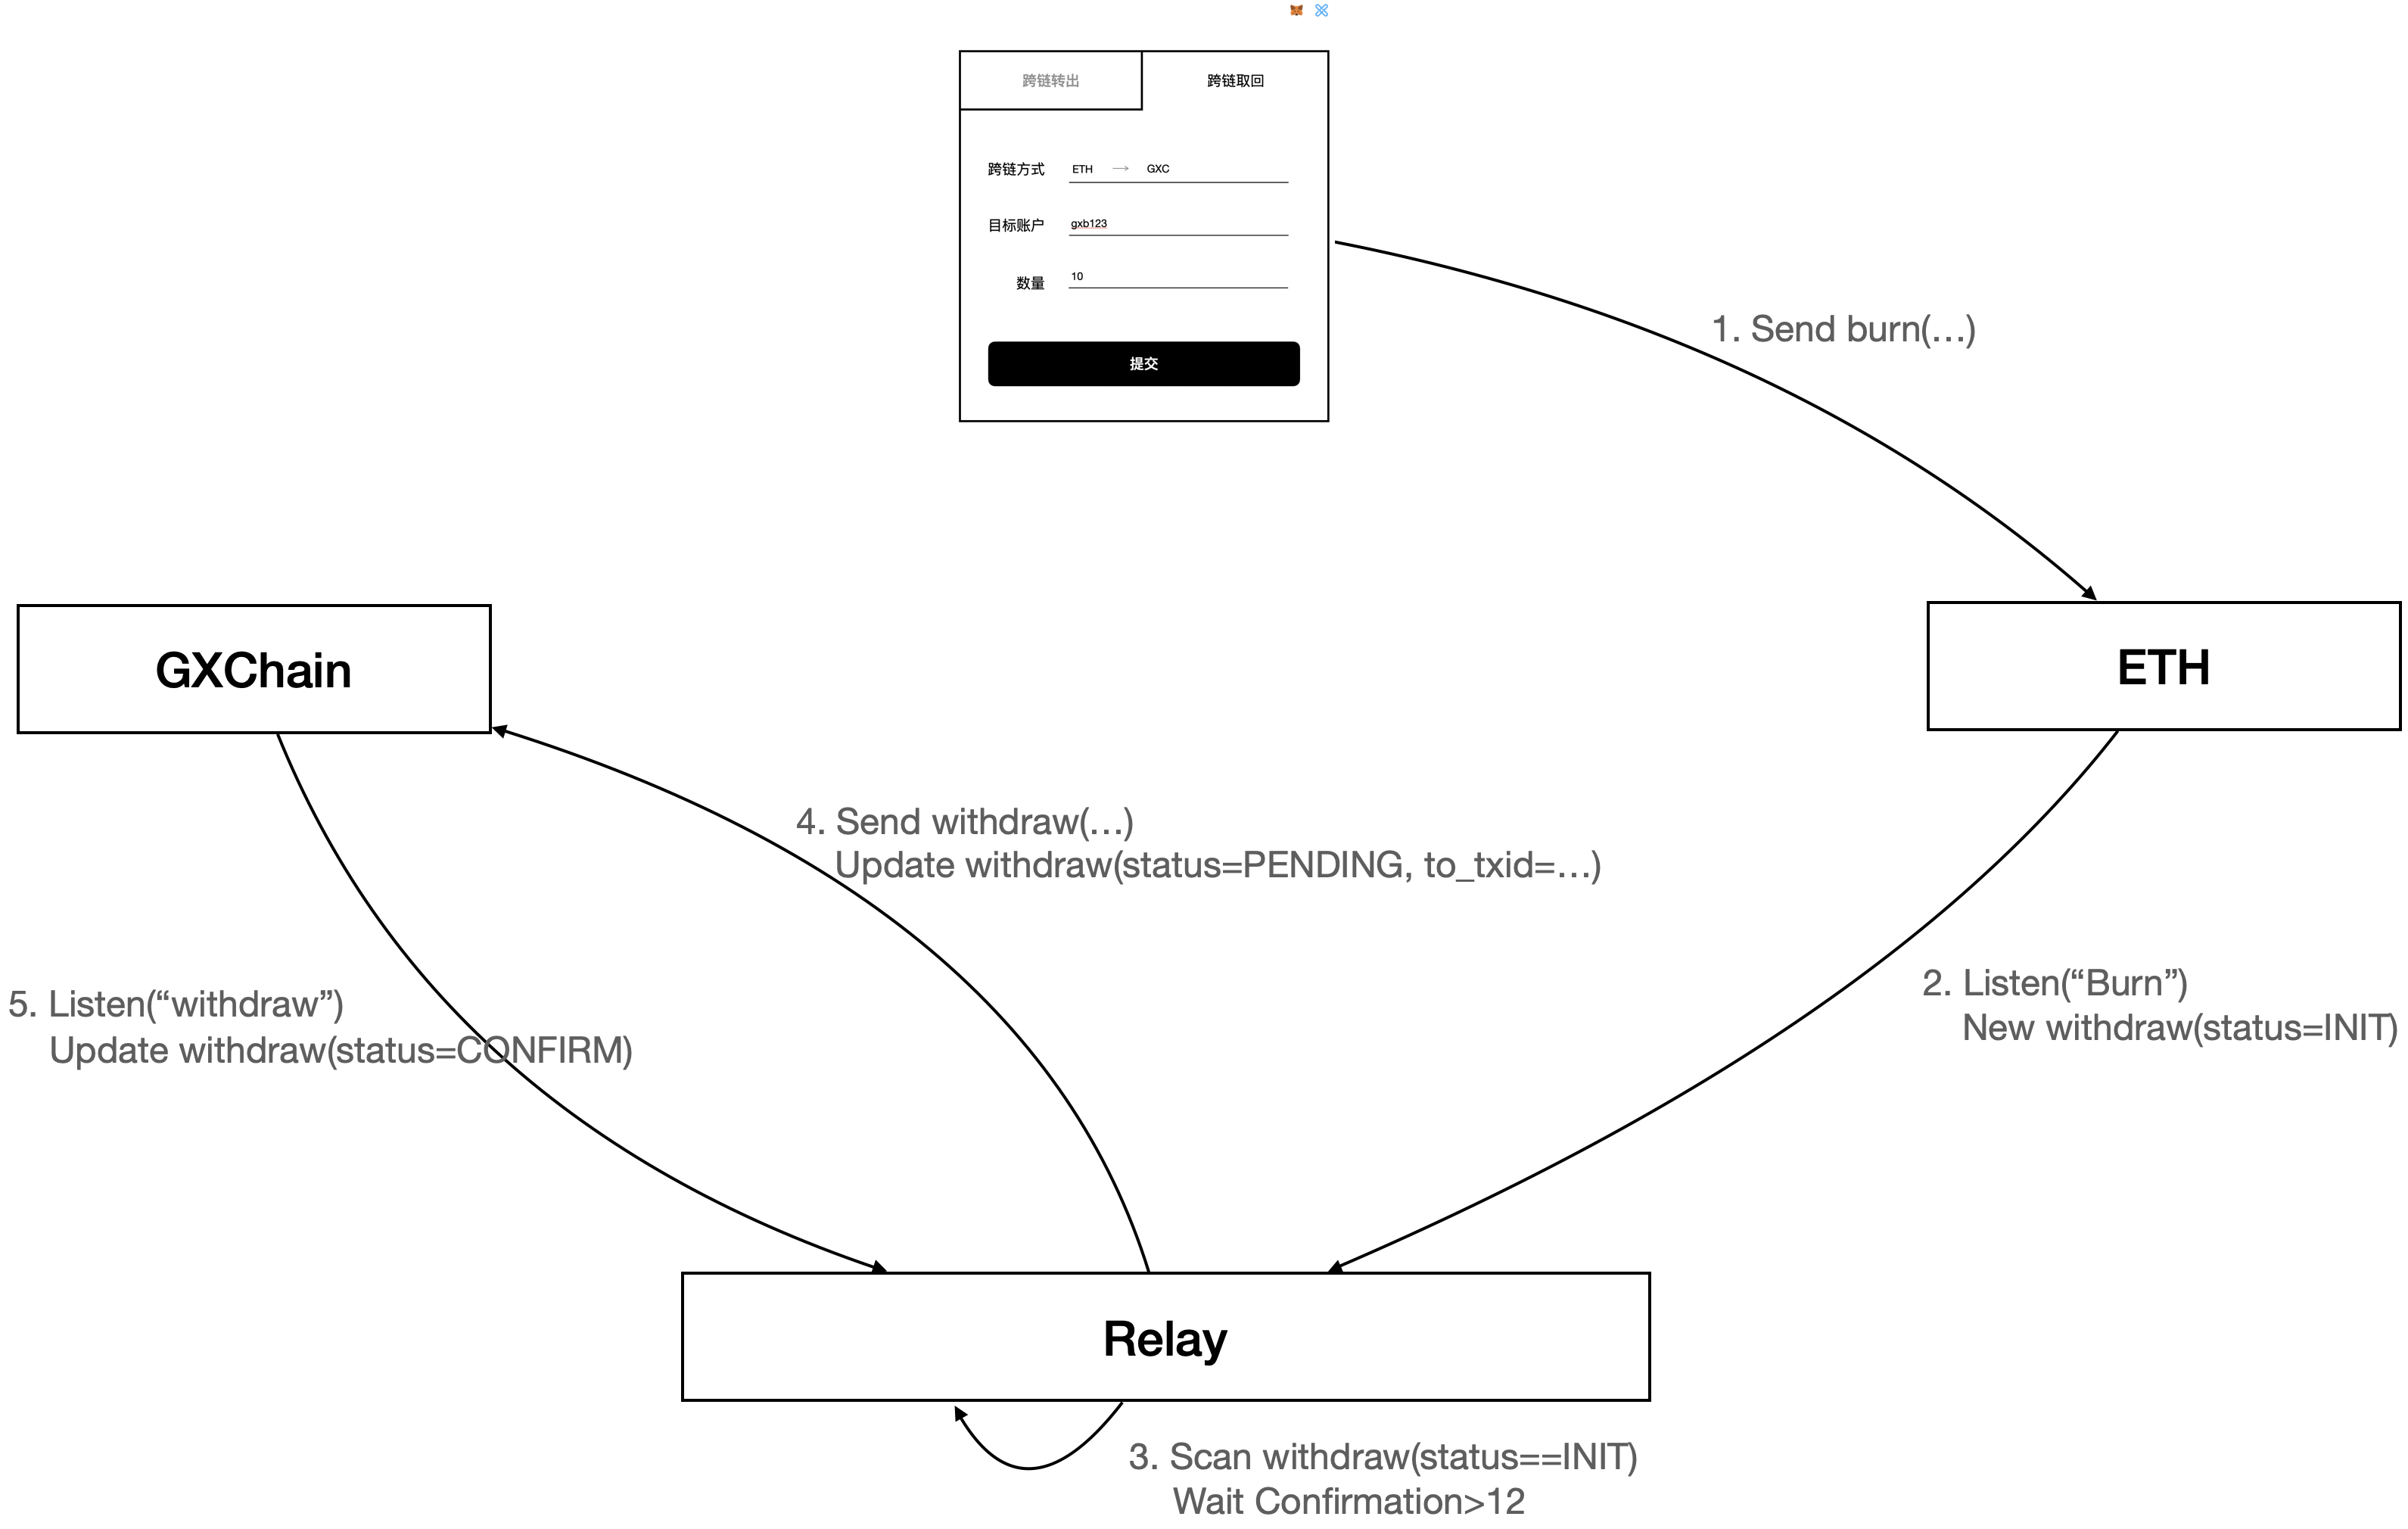 跨链转出
跨链取回
跨链方式 ETH → GXC
目标账户 gxb123
数量 10
提交
1. Send burn(…)
GXChain
ETH
4. Send withdraw(…)
Update withdraw(status=PENDING, to_txid=…)
5. Listen(“withdraw”)
Update withdraw(status=CONFIRM)
2. Listen(“Burn”)
New withdraw(status=INIT)
Relay
3. Scan withdraw(status==INIT)
Wait Confirmation>12